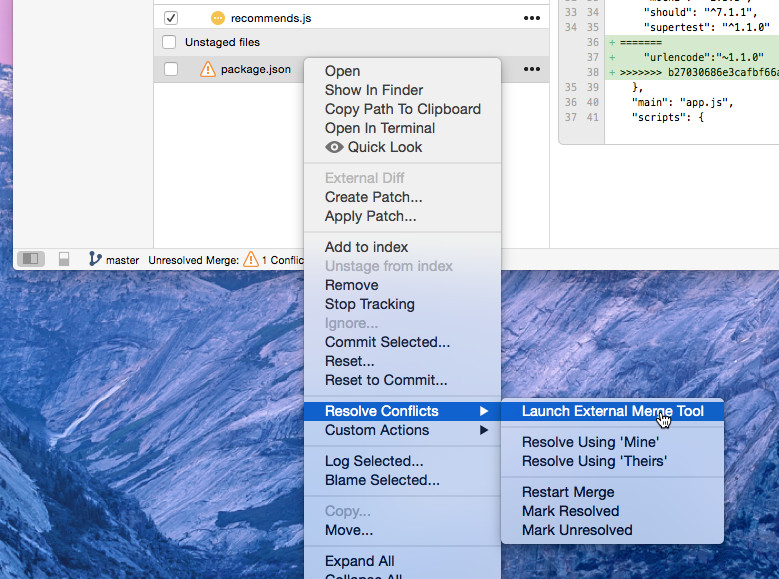 recommends.js •••
Unstaged files
package.json •••
33 34 "should": "^7.1.1",
34 35 "supertest": "^1.1.0"
36 + =======
37 + "urlencode":"~1.1.0"
38 + >>>>>>> b27030686e3cafbf66a
35 39 },
36 40 "main": "app.js",
37 41 "scripts": {
master Unresolved Merge: 1 Conflic
Open
Show In Finder
Copy Path To Clipboard
Open In Terminal
Quick Look
External Diff
Create Patch...
Apply Patch...
Add to index
Unstage from index
Remove
Stop Tracking
Ignore...
Commit Selected...
Reset...
Reset to Commit...
Resolve Conflicts
Custom Actions
Log Selected...
Blame Selected...
Copy...
Move...
Expand All
Collapse All
Launch External Merge Tool
Resolve Using 'Mine'
Resolve Using 'Theirs'
Restart Merge
Mark Resolved
Mark Unresolved